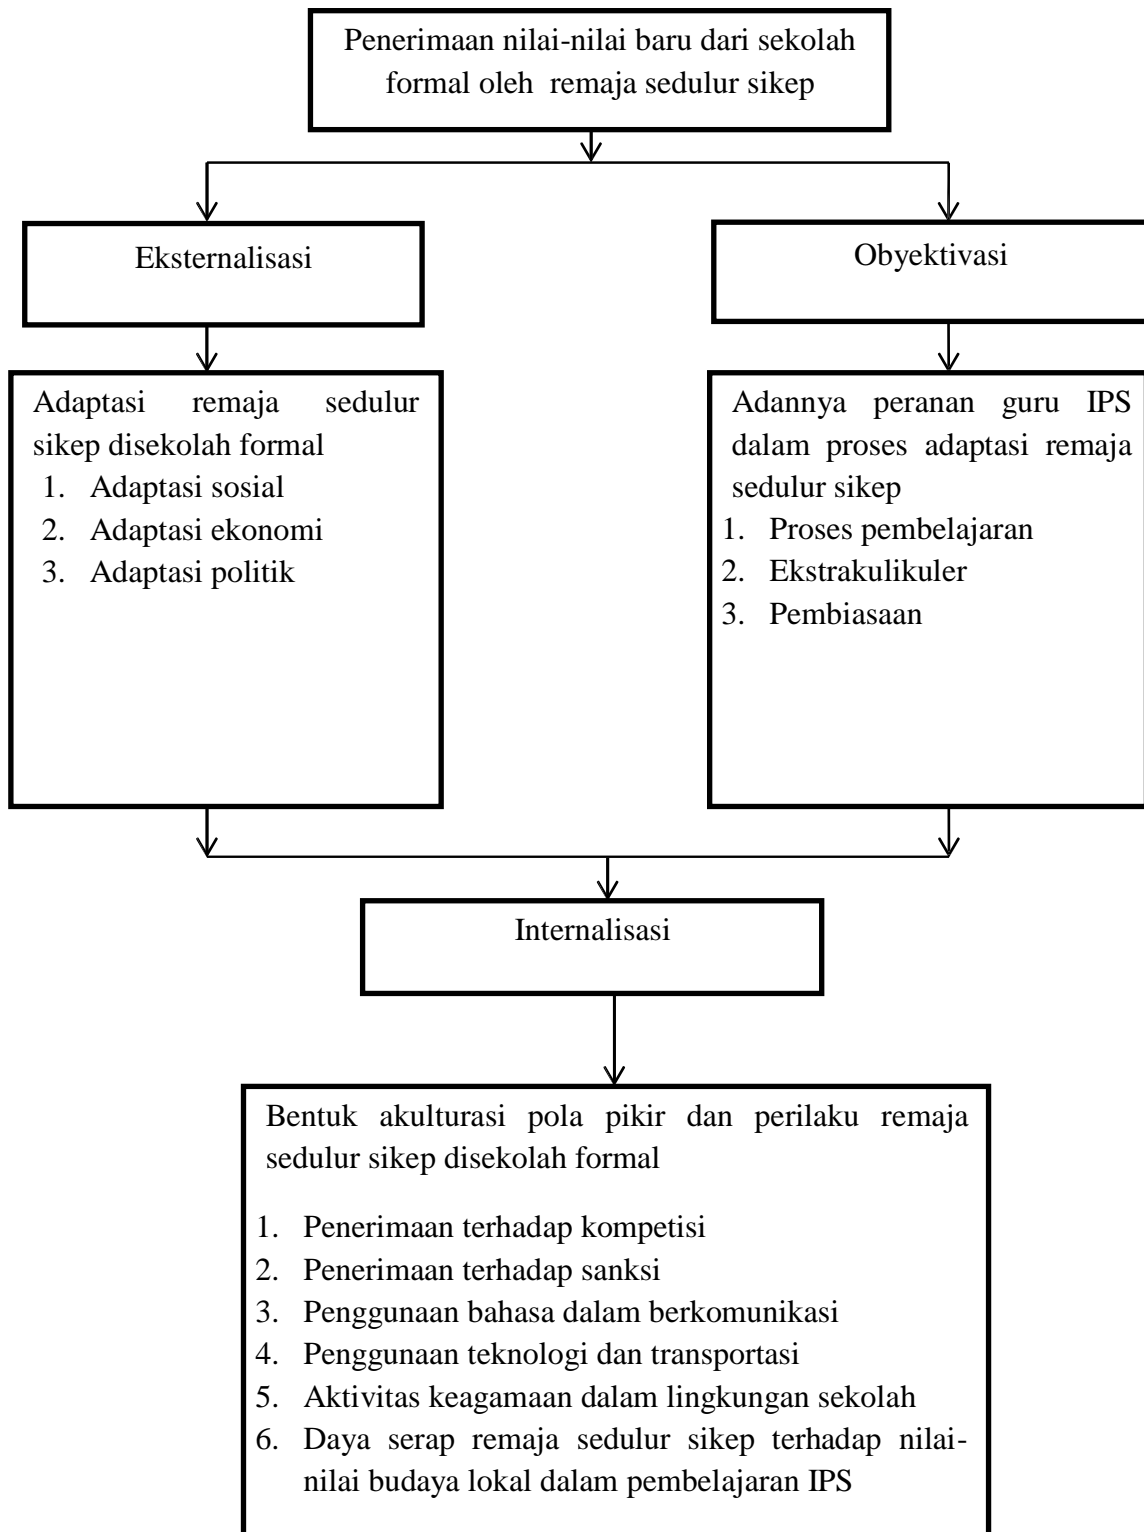 Penerimaan nilai-nilai baru dari sekolah
formal oleh remaja sedulur sikep
Eksternalisasi
Obyektivasi
Adaptasi remaja sedulur
sikep disekolah formal
1. Adaptasi sosial
2. Adaptasi ekonomi
3. Adaptasi politik
Adannya peranan guru IPS
dalam proses adaptasi remaja
sedulur sikep
1. Proses pembelajaran
2. Ekstrakulikuler
3. Pembiasaan
Internalisasi
Bentuk akulturasi pola pikir dan perilaku remaja
sedulur sikep disekolah formal
1. Penerimaan terhadap kompetisi
2. Penerimaan terhadap sanksi
3. Penggunaan bahasa dalam berkomunikasi
4. Penggunaan teknologi dan transportasi
5. Aktivitas keagamaan dalam lingkungan sekolah
6. Daya serap remaja sedulur sikep terhadap nilai-
nilai budaya lokal dalam pembelajaran IPS